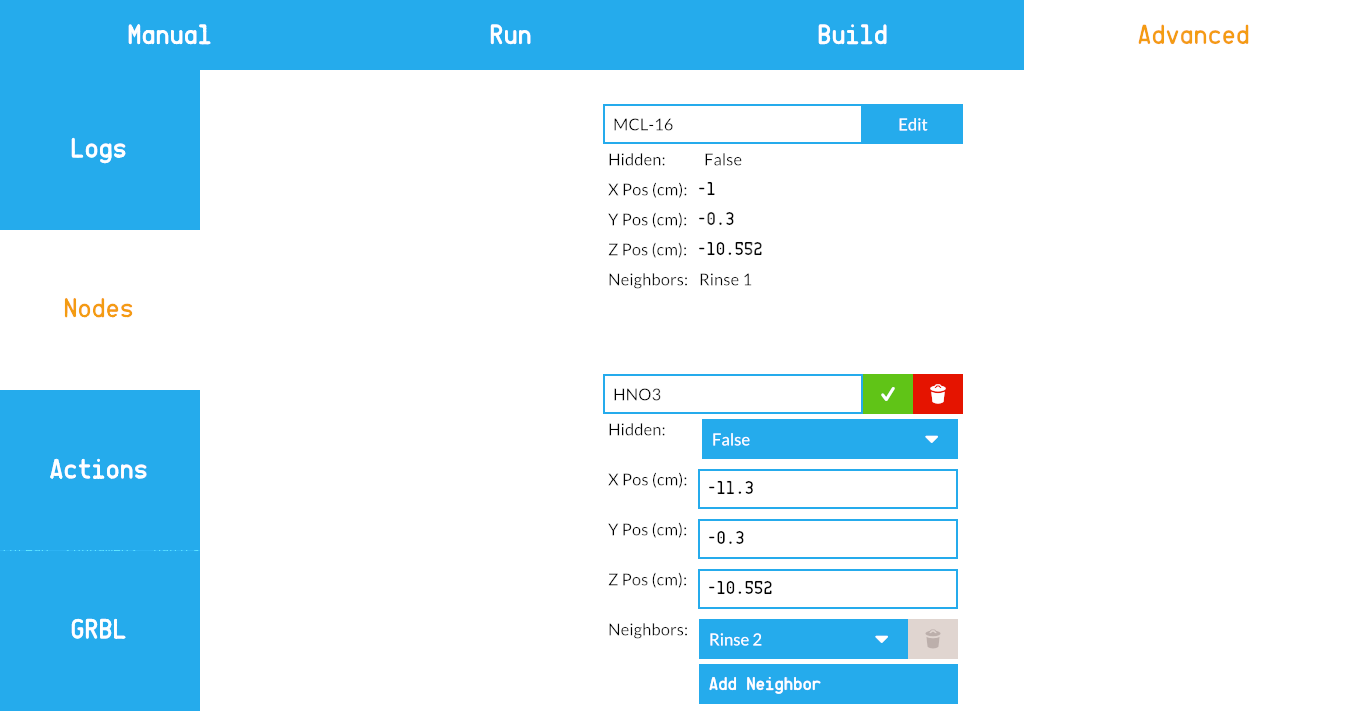 Manual Run Build Advanced
Logs
Nodes
Actions
GRBL
MCL-16 Edit
Hidden: False
X Pos (cm): -1
Y Pos (cm): -0.3
Z Pos (cm): -10.552
Neighbors: Rinse 1
HNO3
Hidden: False
X Pos (cm): -11.3
Y Pos (cm): -0.3
Z Pos (cm): -10.552
Neighbors: Rinse 2
Add Neighbor